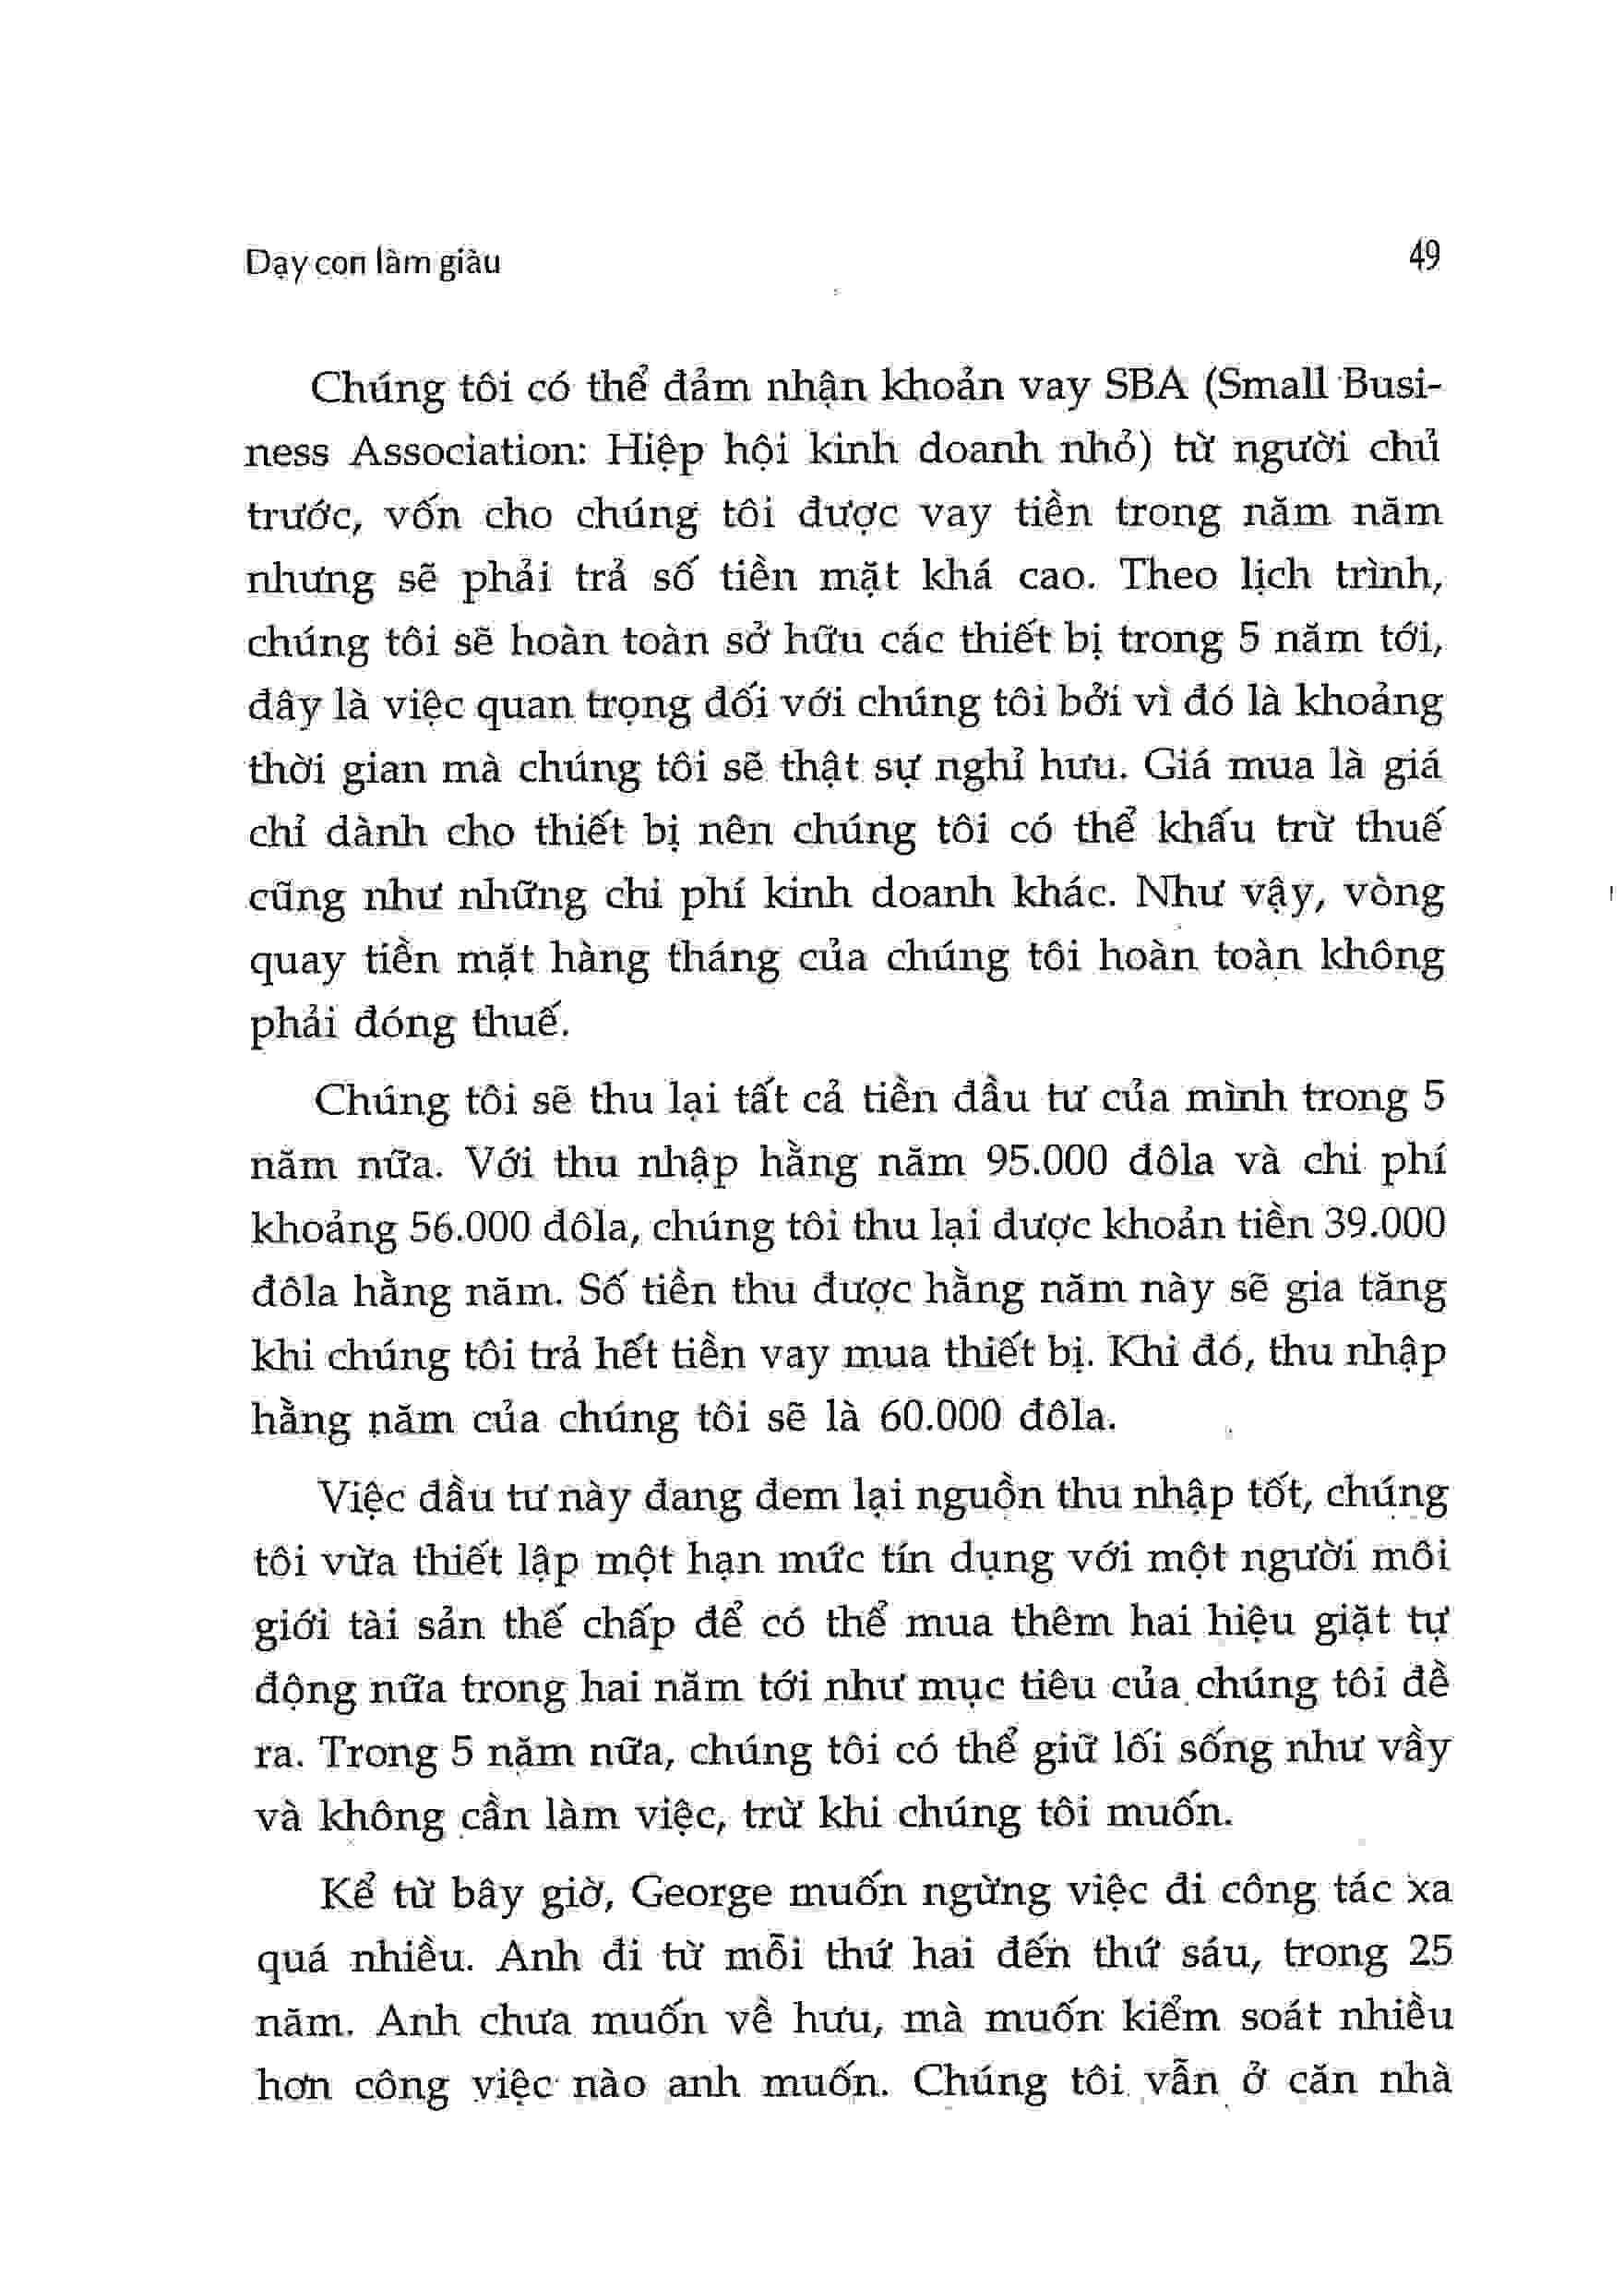 Dạy con làm giàu
49
Chúng tôi có thể đảm nhận khoản vay SBA (Small Busi-
ness Association: Hiệp hội kinh doanh nhỏ) từ người chủ
trước, vốn cho chúng tôi được vay tiền trong năm năm
nhưng sẽ phải trả số tiền mặt khá cao. Theo lịch trình,
chúng tôi sẽ hoàn toàn sở hữu các thiết bị trong 5 năm tới,
đây là việc quan trọng đối với chúng tôi bởi vì đó là khoảng
thời gian mà chúng tôi sẽ thật sự nghỉ hưu. Giá mua là giá
chỉ dành cho thiết bị nên chúng tôi có thể khấu trừ thuế
cũng như những chi phí kinh doanh khác. Như vậy, vòng
quay tiền mặt hàng tháng của chúng tôi hoàn toàn không
phải đóng thuế.
Chúng tôi sẽ thu lại tất cả tiền đầu tư của mình trong 5
năm nữa. Với thu nhập hằng năm 95.000 đôla và chi phí
khoảng 56.000 đôla, chúng tôi thu lại được khoản tiền 39.000
đôla hằng năm. Số tiền thu được hằng năm này sẽ gia tăng
khi chúng tôi trả hết tiền vay mua thiết bị. Khi đó, thu nhập
hằng năm của chúng tôi sẽ là 60.000 đôla.
Việc đầu tư này đang đem lại nguồn thu nhập tốt, chúng
tôi vừa thiết lập một hạn mức tín dụng với một người môi
giới tài sản thế chấp để có thể mua thêm hai hiệu giặt tự
động nữa trong hai năm tới như mục tiêu của chúng tôi đề
ra. Trong 5 năm nữa, chúng tôi có thể giữ lối sống như vầy
và không cần làm việc, trừ khi chúng tôi muốn.
Kể từ bây giờ, George muốn ngừng việc đi công tác xa
quá nhiều. Anh đi từ mỗi thứ hai đến thứ sáu, trong 25
năm. Anh chưa muốn về hưu, mà muốn kiểm soát nhiều
hơn công việc nào anh muốn. Chúng tôi vẫn ở căn nhà